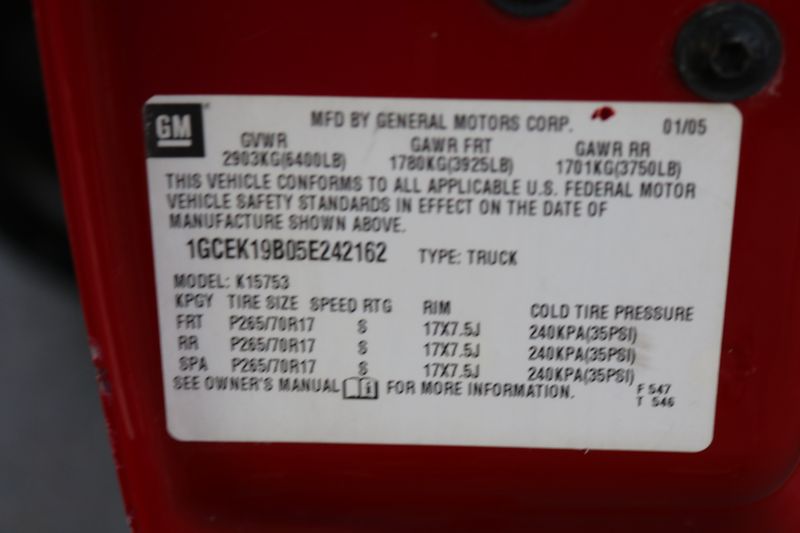 GM
MFD BY GENERAL MOTORS CORP. 01/05
GVWR GAWR FRT GAWR RR
2903KG(6400LB) 1780KG(3925LB) 1701KG(3750LB)
THIS VEHICLE CONFORMS TO ALL APPLICABLE U.S. FEDERAL MOTOR
VEHICLE SAFETY STANDARDS IN EFFECT ON THE DATE OF
MANUFACTURE SHOWN ABOVE.
1GCEK19B05E242162 TYPE: TRUCK
MODEL: K15753
KPGY TIRE SIZE SPEED RTG RIM COLD TIRE PRESSURE
FRT P265/70R17 S 17X7.5J 240KPA(35PSI)
RR P265/70R17 S 17X7.5J 240KPA(35PSI)
SPA P265/70R17 S 17X7.5J 240KPA(35PSI)
SEE OWNER'S MANUAL FOR MORE INFORMATION.
F 547
T 546